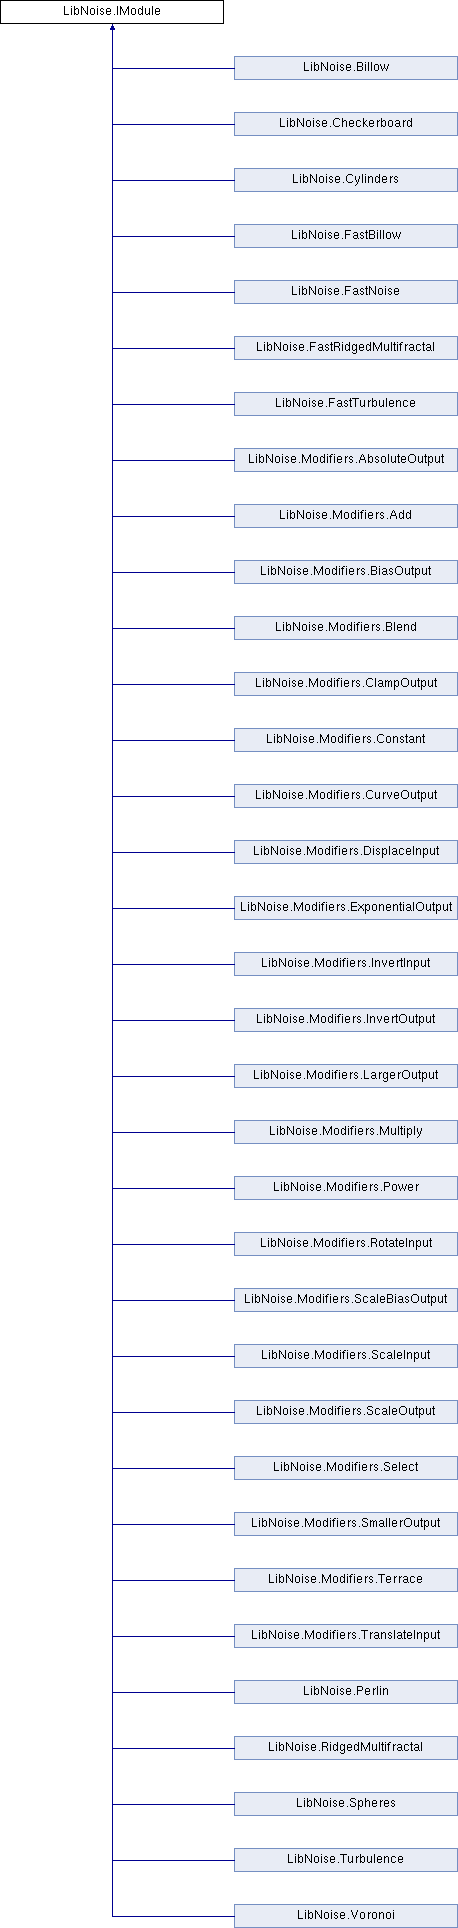 LibNoise.IModule
LibNoise.Billow
LibNoise.Checkerboard
LibNoise.Cylinders
LibNoise.FastBillow
LibNoise.FastNoise
LibNoise.FastRidgedMultifractal
LibNoise.FastTurbulence
LibNoise.Modifiers.AbsoluteOutput
LibNoise.Modifiers.Add
LibNoise.Modifiers.BiasOutput
LibNoise.Modifiers.Blend
LibNoise.Modifiers.ClampOutput
LibNoise.Modifiers.Constant
LibNoise.Modifiers.CurveOutput
LibNoise.Modifiers.DisplaceInput
LibNoise.Modifiers.ExponentialOutput
LibNoise.Modifiers.InvertInput
LibNoise.Modifiers.InvertOutput
LibNoise.Modifiers.LargerOutput
LibNoise.Modifiers.Multiply
LibNoise.Modifiers.Power
LibNoise.Modifiers.RotateInput
LibNoise.Modifiers.ScaleBiasOutput
LibNoise.Modifiers.ScaleInput
LibNoise.Modifiers.ScaleOutput
LibNoise.Modifiers.Select
LibNoise.Modifiers.SmallerOutput
LibNoise.Modifiers.Terrace
LibNoise.Modifiers.TranslateInput
LibNoise.Perlin
LibNoise.RidgedMultifractal
LibNoise.Spheres
LibNoise.Turbulence
LibNoise.Voronoi